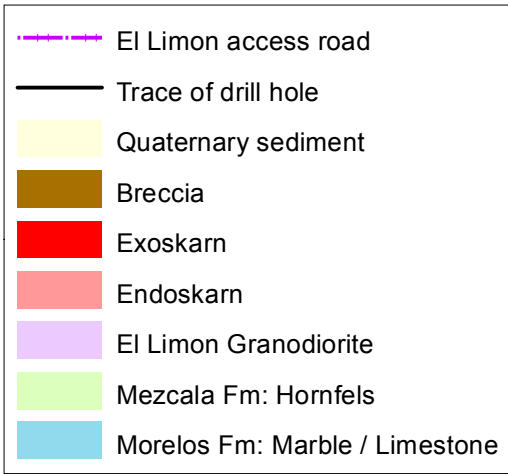 El Limon access road
Trace of drill hole
Quaternary sediment
Breccia
Exoskarn
Endoskarn
El Limon Granodiorite
Mezcala Fm: Hornfels
Morelos Fm: Marble / Limestone